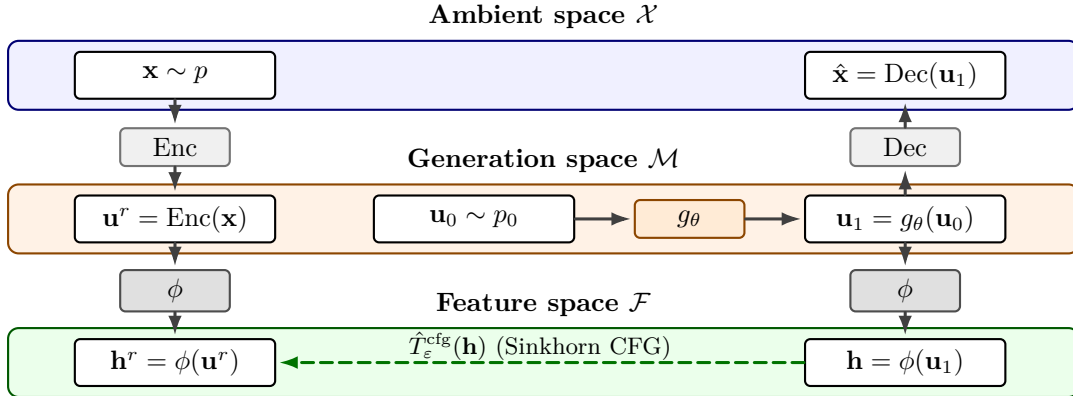 Ambient space 𝒳
𝐱 ∼ p
𝐱̂ = Dec(𝐮₁)
Enc
Dec
Generation space ℳ
𝐮ʳ = Enc(𝐱)
𝐮₀ ∼ p₀
g_θ
𝐮₁ = g_θ(𝐮₀)
ϕ
ϕ
Feature space ℱ
T̂_ε^cfg(𝐡) (Sinkhorn CFG)
𝐡ʳ = ϕ(𝐮ʳ)
𝐡 = ϕ(𝐮₁)